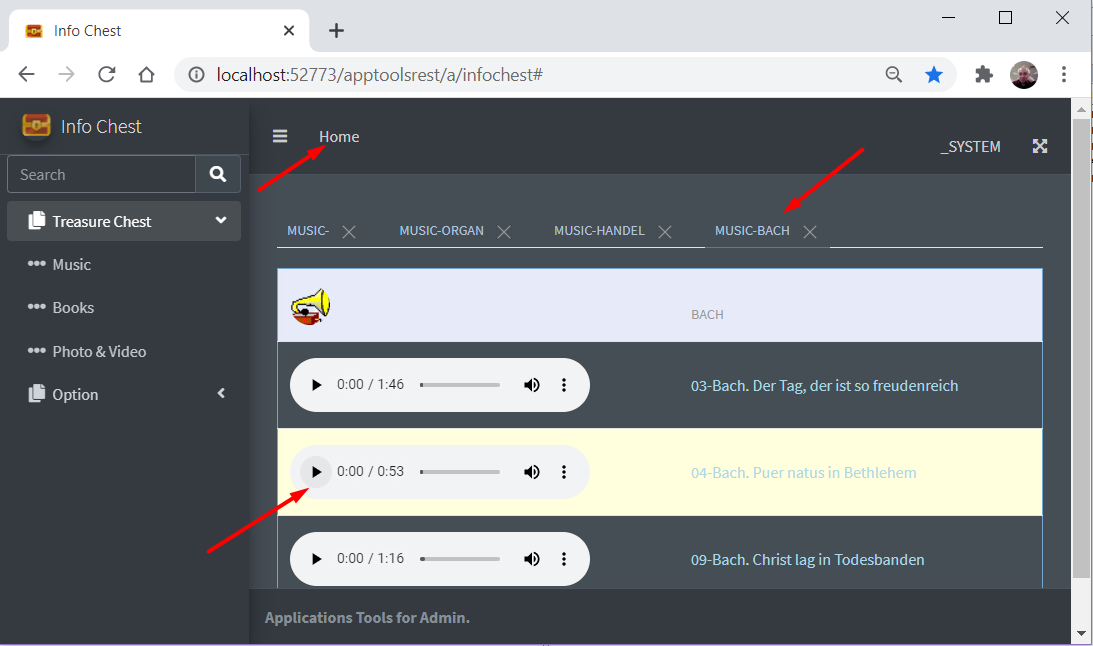 Info Chest
localhost:52773/apptoolsrest/a/infochest#
Info Chest
Home
_SYSTEM
Search
Treasure Chest
Music
Books
Photo & Video
Option
MUSIC-
MUSIC-ORGAN
MUSIC-HANDEL
MUSIC-BACH
BACH
0:00 / 1:46
03-Bach. Der Tag, der ist so freudenreich
0:00 / 0:53
04-Bach. Puer natus in Bethlehem
0:00 / 1:16
09-Bach. Christ lag in Todesbanden
Applications Tools for Admin.